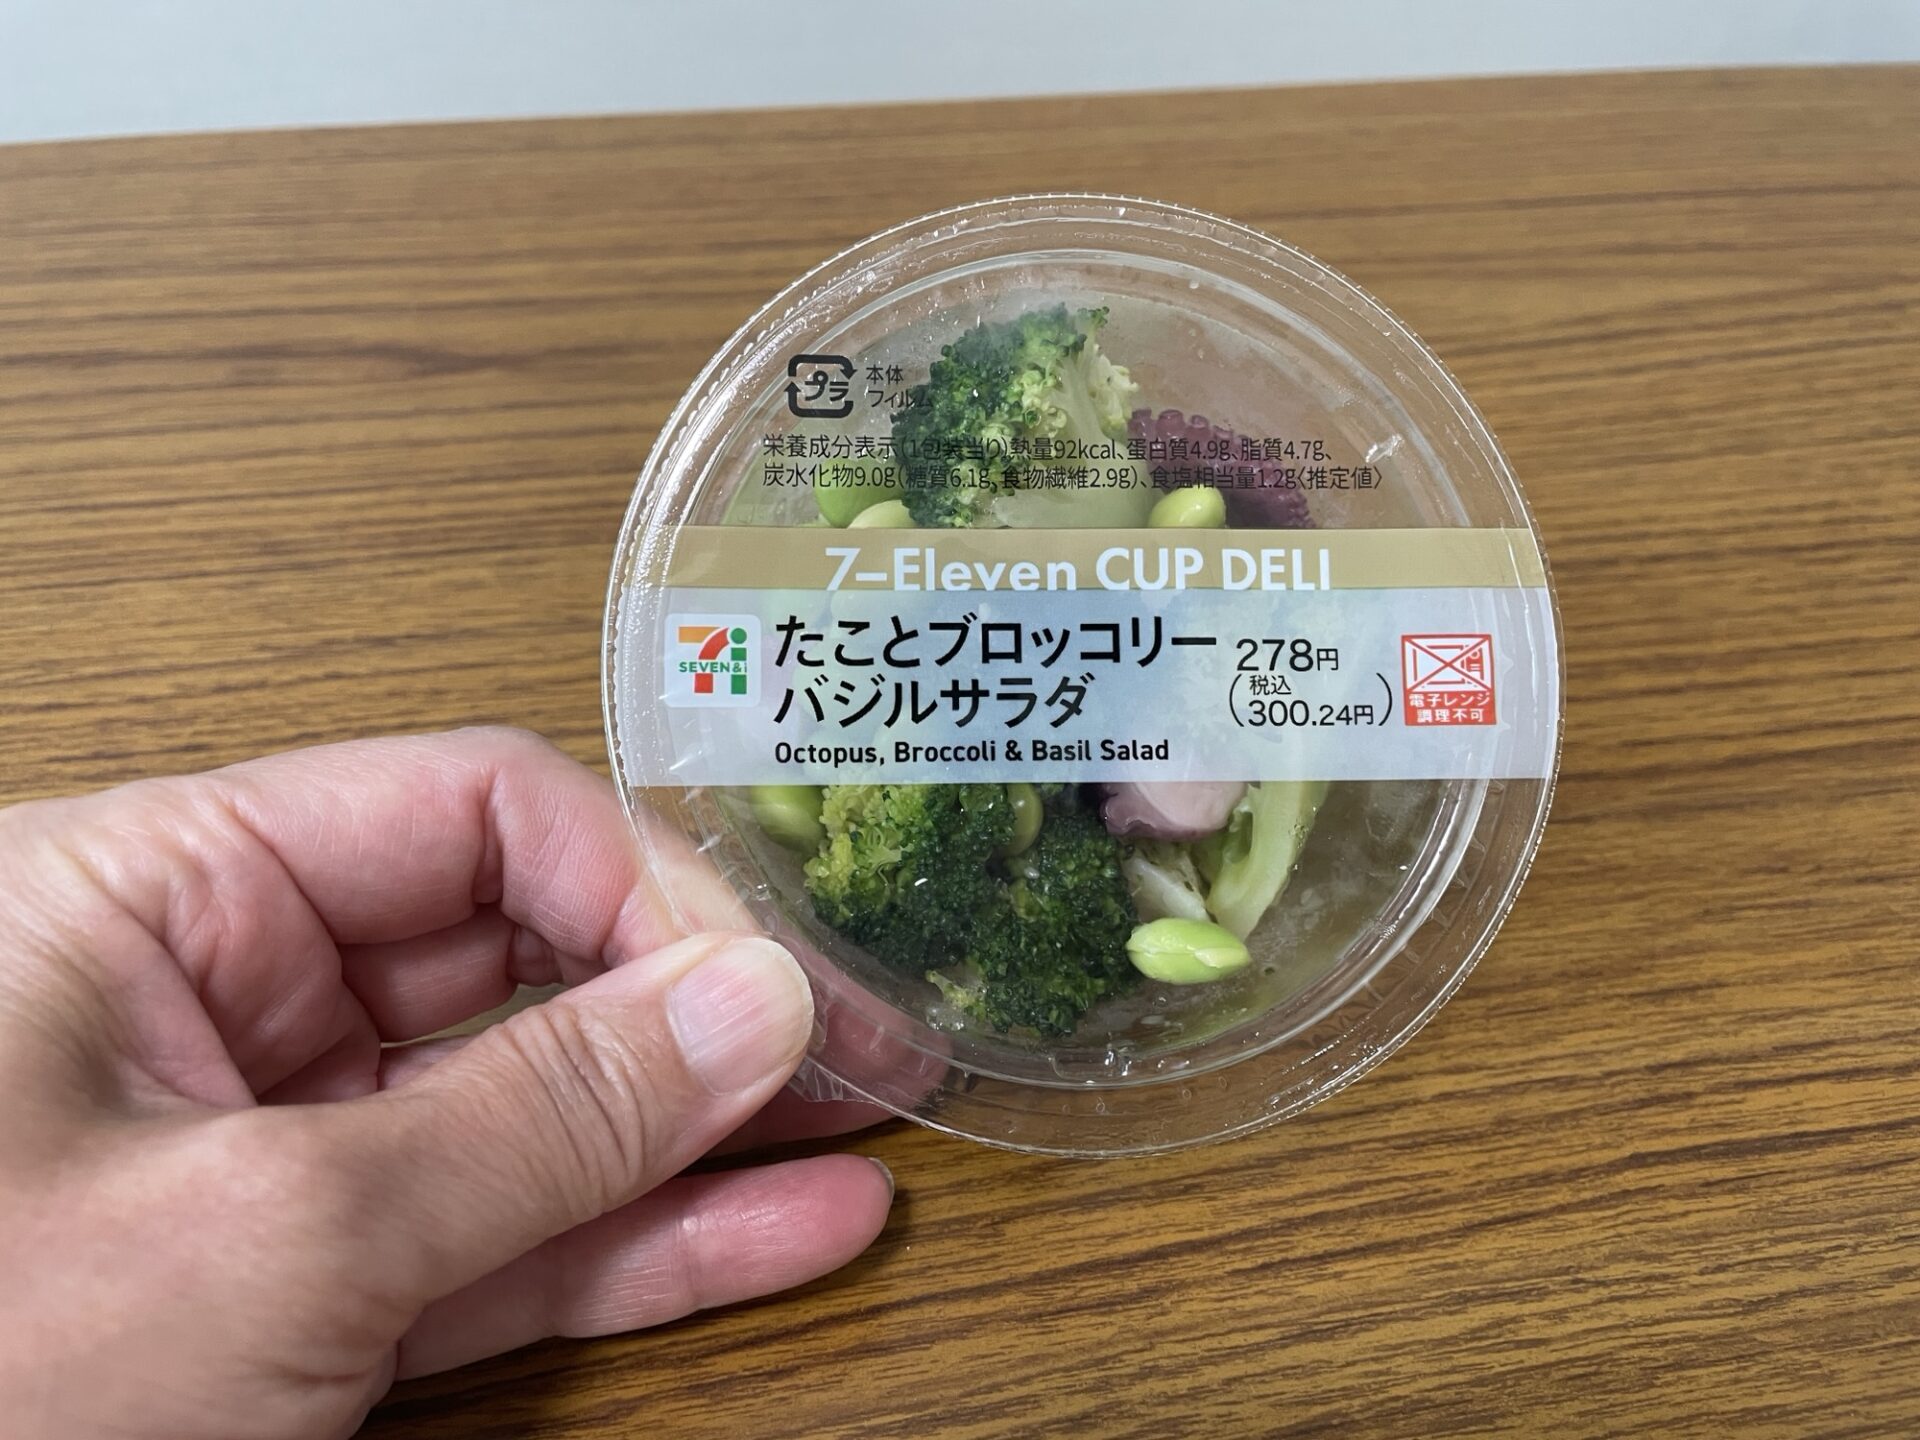 プラ
本体
フィルム
栄養成分表示(1包装当り)熱量92kcal、蛋白質4.9g、脂質4.7g、
炭水化物9.0g(糖質6.1g、食物繊維2.9g)、食塩相当量1.2g〈推定値〉
7-Eleven CUP DELI
SEVEN&i
たことブロッコリー
バジルサラダ
Octopus, Broccoli & Basil Salad
278円
(税込
300.24円)
電子レンジ
調理不可